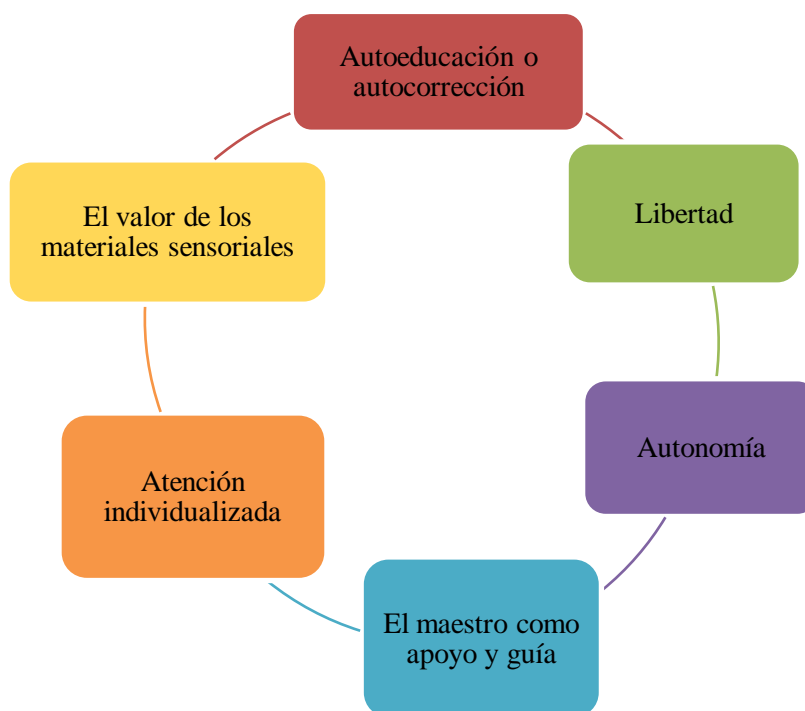 Autoeducación o
autocorrección
Libertad
Autonomía
El maestro como
apoyo y guía
Atención
individualizada
El valor de los
materiales sensoriales